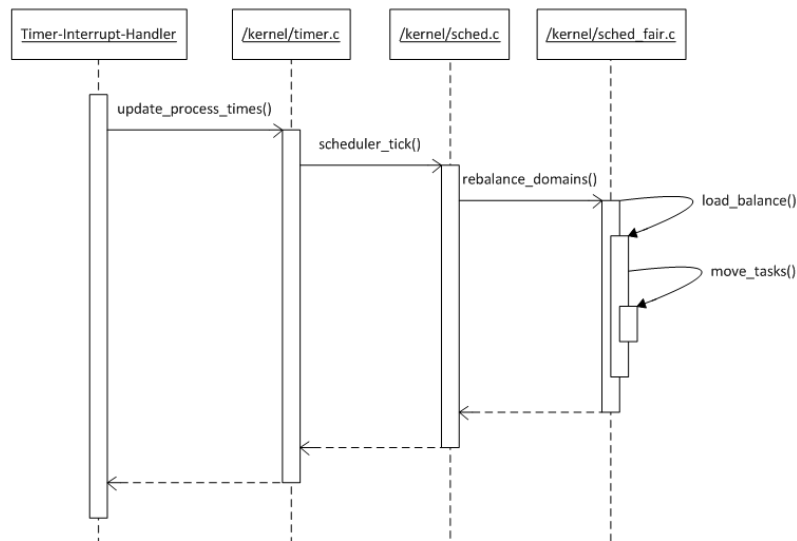 Timer-Interrupt-Handler
/kernel/timer.c
/kernel/sched.c
/kernel/sched_fair.c
update_process_times()
scheduler_tick()
rebalance_domains()
load_balance()
move_tasks()